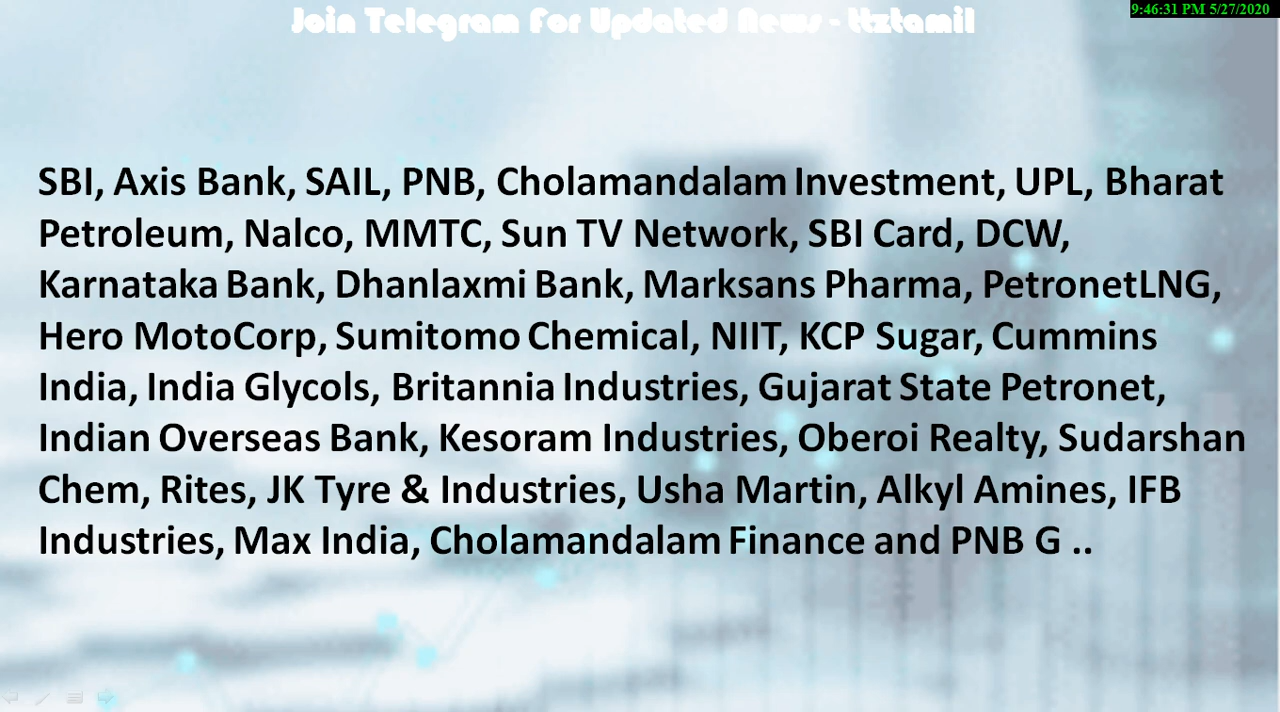 Join Telegram For Updated News - ttztamil
9:46:31 PM 5/27/2020
SBI, Axis Bank, SAIL, PNB, Cholamandalam Investment, UPL, Bharat
Petroleum, Nalco, MMTC, Sun TV Network, SBI Card, DCW,
Karnataka Bank, Dhanlaxmi Bank, Marksans Pharma, PetronetLNG,
Hero MotoCorp, Sumitomo Chemical, NIIT, KCP Sugar, Cummins
India, India Glycols, Britannia Industries, Gujarat State Petronet,
Indian Overseas Bank, Kesoram Industries, Oberoi Realty, Sudarshan
Chem, Rites, JK Tyre & Industries, Usha Martin, Alkyl Amines, IFB
Industries, Max India, Cholamandalam Finance and PNB G ..